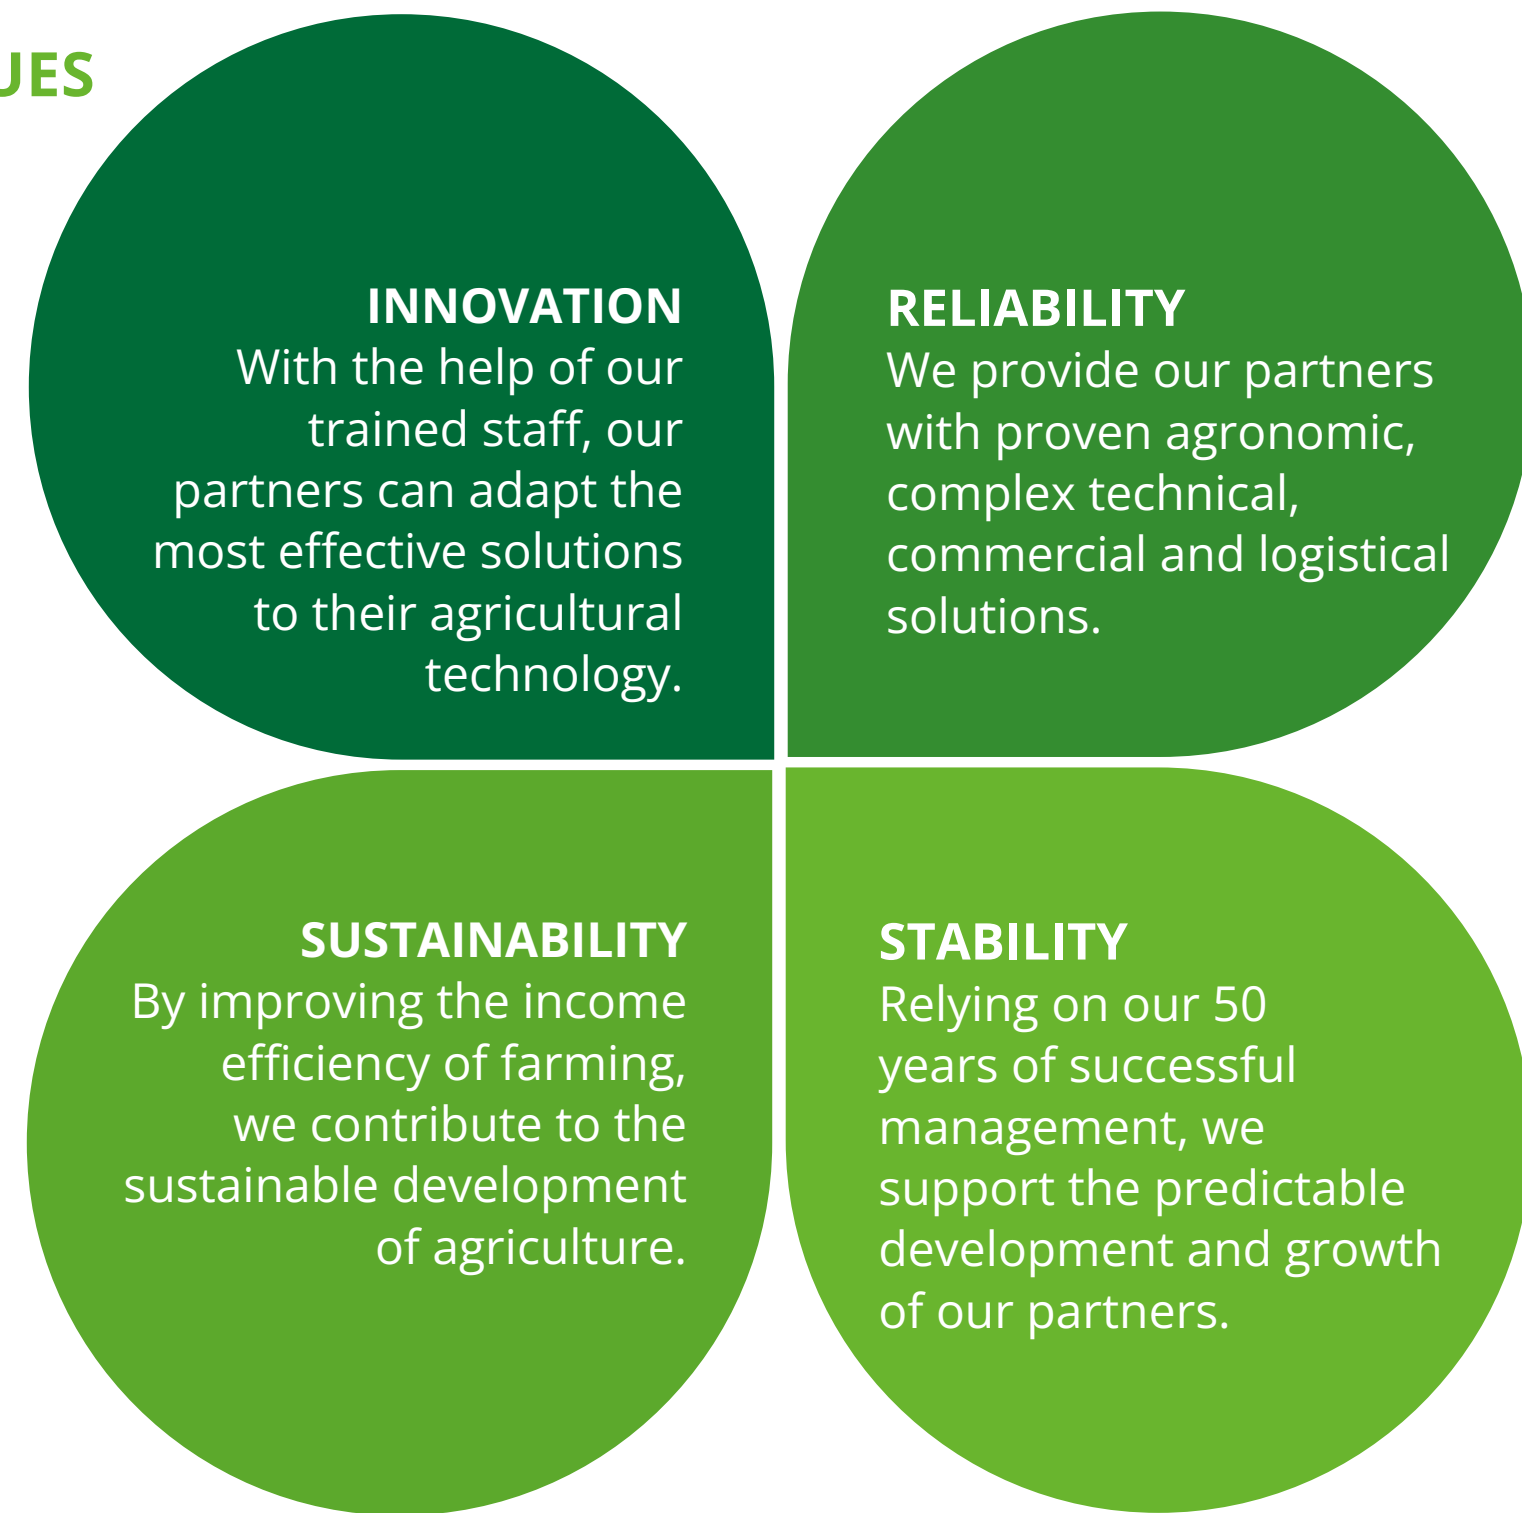 UES
INNOVATION
With the help of our
trained staff, our
partners can adapt the
most effective solutions
to their agricultural
technology.
RELIABILITY
We provide our partners
with proven agronomic,
complex technical,
commercial and logistical
solutions.
SUSTAINABILITY
By improving the income
efficiency of farming,
we contribute to the
sustainable development
of agriculture.
STABILITY
Relying on our 50
years of successful
management, we
support the predictable
development and growth
of our partners.